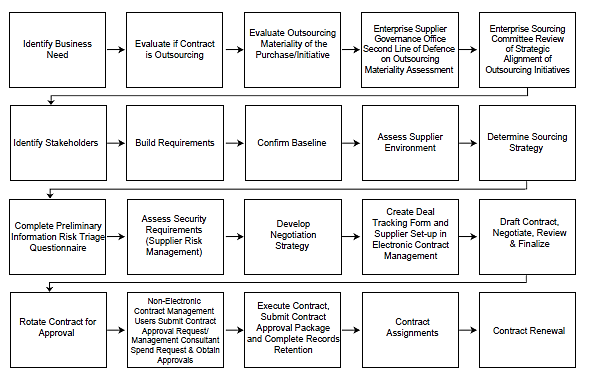 Identify Business
Need
Evaluate if Contract
is Outsourcing
Evaluate Outsourcing
Materiality of the
Purchase/Initiative
Enterprise Supplier
Governance Office
Second Line of Defence
on Outsourcing
Materiality Assessment
Enterprise Sourcing
Committee Review
of Strategic
Alignment of
Outsourcing Initiatives
Identify Stakeholders
Build Requirements
Confirm Baseline
Assess Supplier
Environment
Determine Sourcing
Strategy
Complete Preliminary
Information Risk Triage
Questionnaire
Assess Security
Requirements
(Supplier Risk
Management)
Develop
Negotiation
Strategy
Create Deal
Tracking Form and
Supplier Set-up in
Electronic Contract
Management
Draft Contract,
Negotiate, Review
& Finalize
Rotate Contract for
Approval
Non-Electronic
Contract Management
Users Submit Contract
Approval Request/
Management Consultant
Spend Request & Obtain
Approvals
Execute Contract,
Submit Contract
Approval Package
and Complete Records
Retention
Contract
Assignments
Contract Renewal